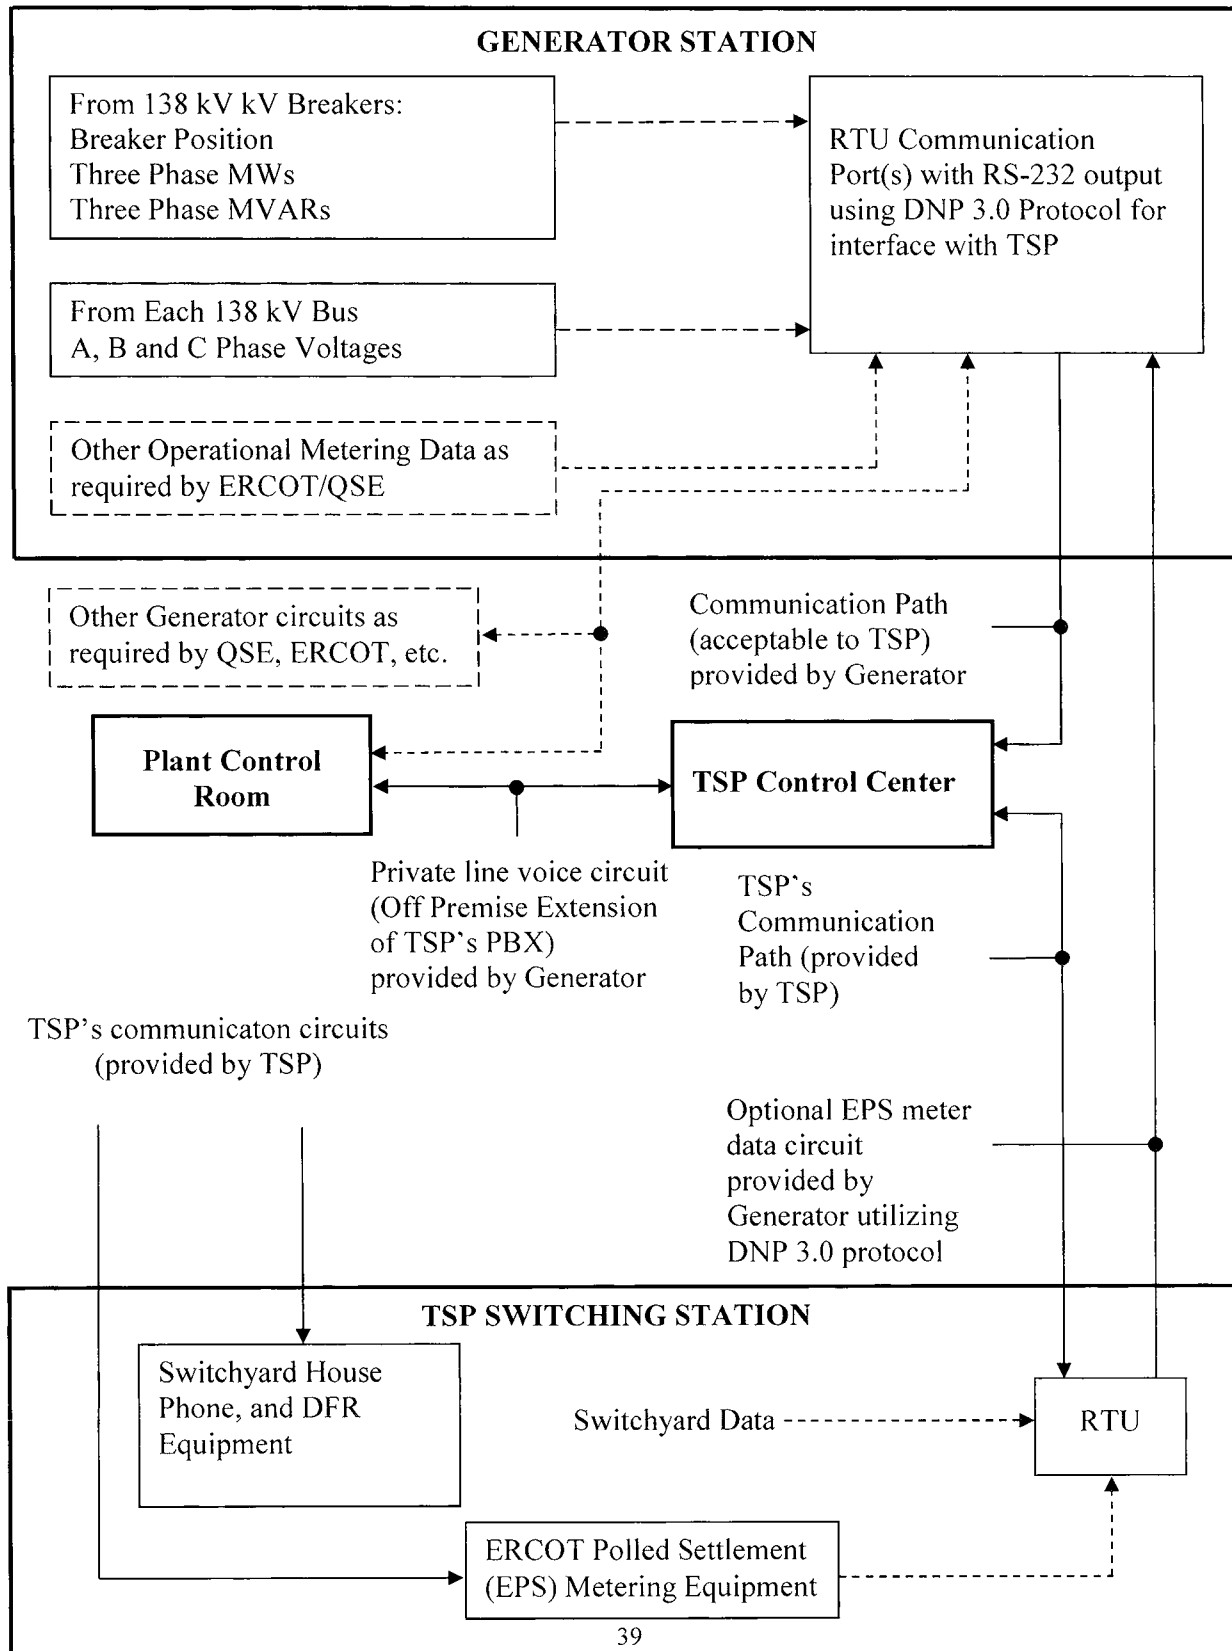 GENERATOR STATION
From 138 kV kV Breakers:
Breaker Position
Three Phase MWs
Three Phase MVARs
RTU Communication
Port(s) with RS-232 output
using DNP 3.0 Protocol for
interface with TSP
From Each 138 kV Bus
A, B and C Phase Voltages
Other Operational Metering Data as
required by ERCOT/QSE
Other Generator circuits as
required by QSE, ERCOT, etc.
Communication Path
(acceptable to TSP)
provided by Generator
Plant Control
Room
TSP Control Center
Private line voice circuit
(Off Premise Extension
of TSP's PBX)
provided by Generator
TSP's
Communication
Path (provided
by TSP)
TSP's communicaton circuits
(provided by TSP)
Optional EPS meter
data circuit
provided by
Generator utilizing
DNP 3.0 protocol
TSP SWITCHING STATION
Switchyard House
Phone, and DFR
Equipment
Switchyard Data
RTU
ERCOT Polled Settlement
(EPS) Metering Equipment
39